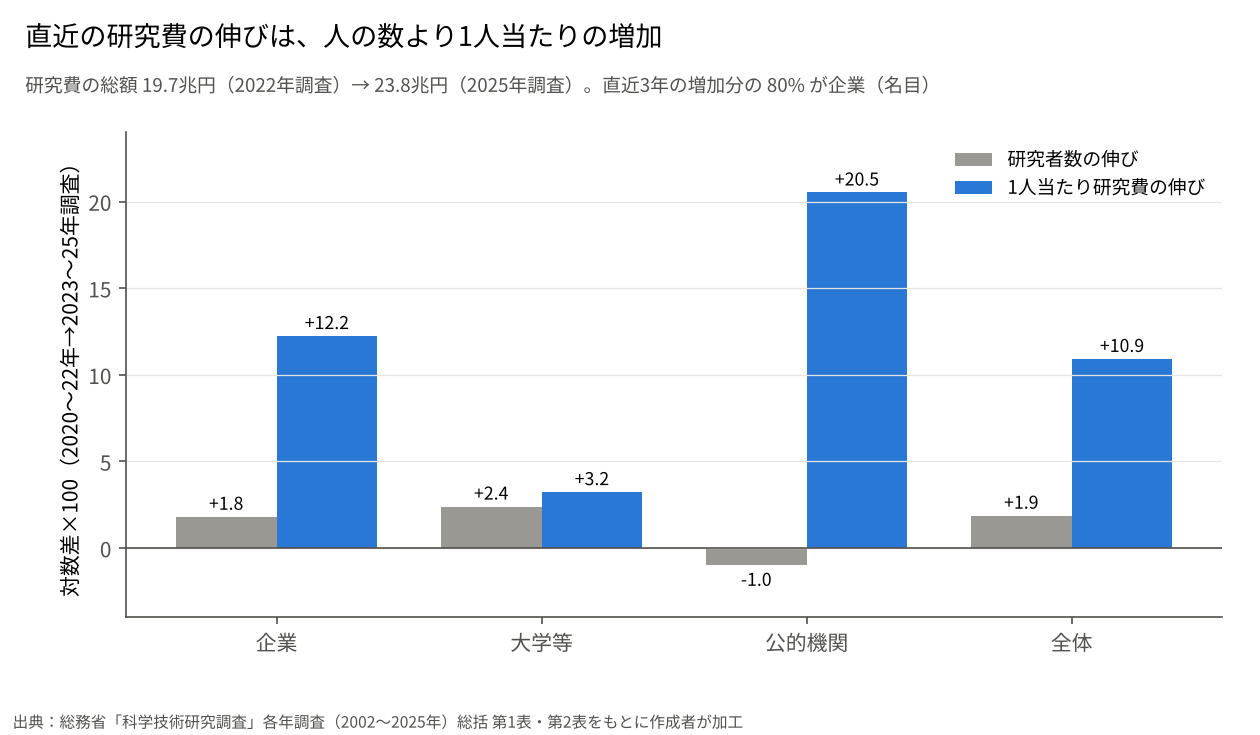 直近の研究費の伸びは、人の数より1人当たりの増加
研究費の総額 19.7兆円（2022年調査）→ 23.8兆円（2025年調査）。直近3年の増加分の 80% が企業（名目）
対数差×100（2020～22年→2023～25年調査）
研究者数の伸び
1人当たり研究費の伸び
20
15
10
5
0
+1.8
+12.2
+2.4
+3.2
-1.0
+20.5
+1.9
+10.9
企業
大学等
公的機関
全体
出典：総務省「科学技術研究調査」各年調査（2002～2025年）総括 第1表・第2表をもとに作成者が加工